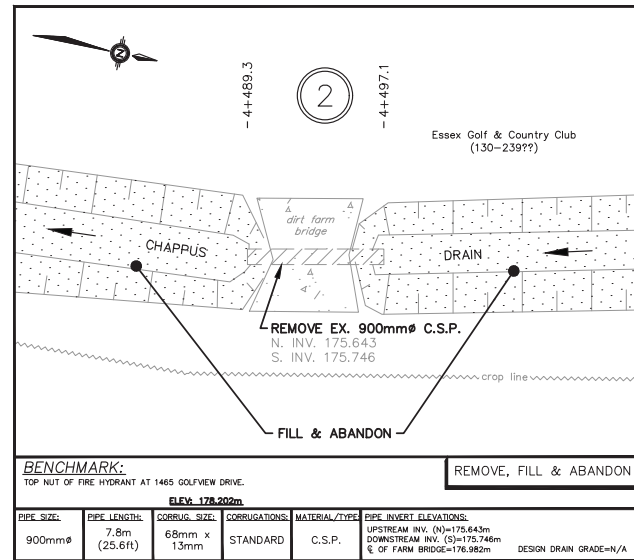 N
-4+489.3
2
-4+497.1
Essex Golf & Country Club
(130-239??)
dirt farm
bridge
CHAPPUS
DRAIN
REMOVE EX. 900mmø C.S.P.
N. INV. 175.643
S. INV. 175.746
crop line
FILL & ABANDON
BENCHMARK:
TOP NUT OF FIRE HYDRANT AT 1465 GOLFVIEW DRIVE.
ELEV: 178.202m
REMOVE, FILL & ABANDON
PIPE SIZE: PIPE LENGTH: CORRUG. SIZE: CORRUGATIONS: MATERIAL/TYPE: PIPE INVERT ELEVATIONS:
900mmø 7.8m (25.6ft) 68mm x 13mm STANDARD C.S.P.
UPSTREAM INV. (N)=175.643m
DOWNSTREAM INV. (S)=175.746m
℄ OF FARM BRIDGE=176.982m DESIGN DRAIN GRADE=N/A